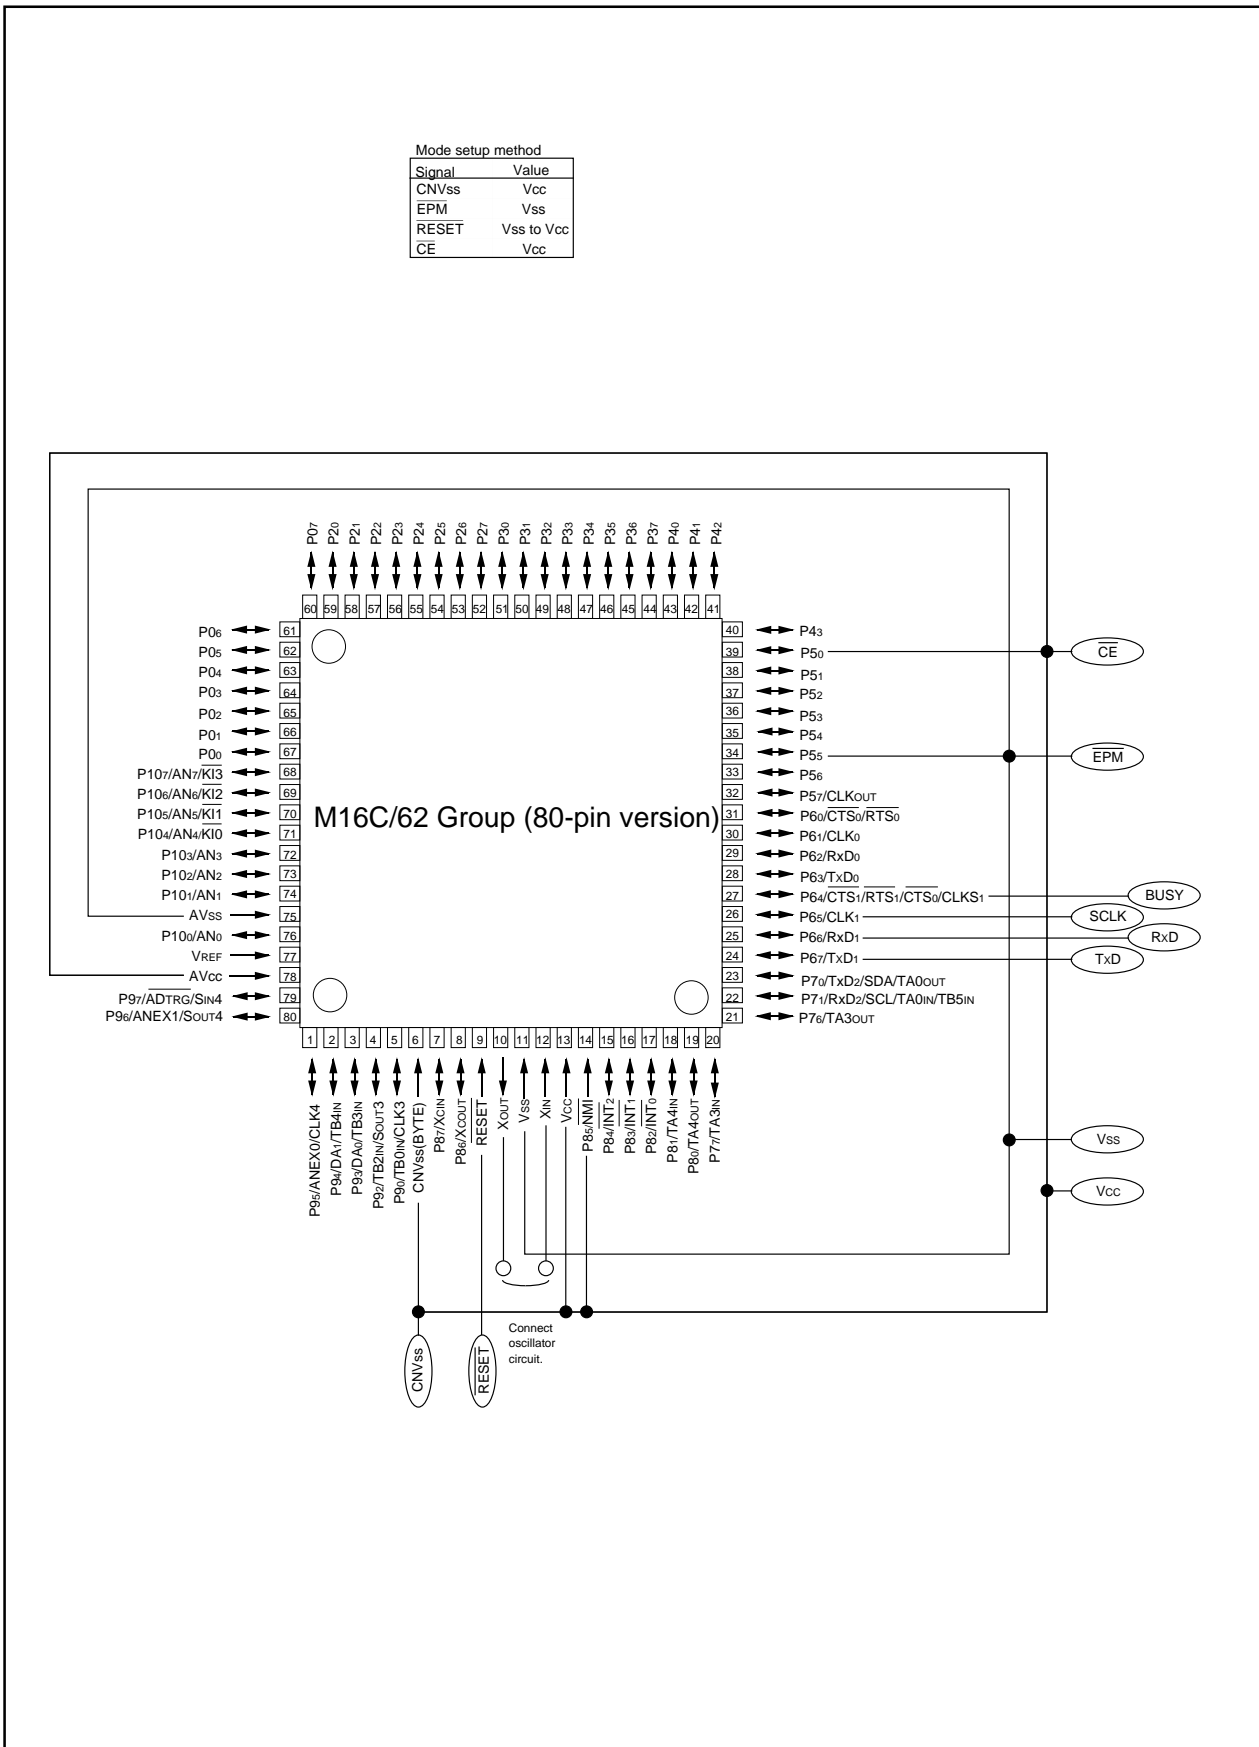 Mode setup method
Signal Value
CNVss Vcc
EPM Vss
RESET Vss to Vcc
CE Vcc
P07
P20
P21
P22
P23
P24
P25
P26
P27
P30
P31
P32
P33
P34
P35
P36
P37
P40
P41
P42
60 59 58 57 56 55 54 53 52 51 50 49 48 47 46 45 44 43 42 41
P06 61
P05 62
P04 63
P03 64
P02 65
P01 66
P00 67
P107/AN7/KI3 68
P106/AN6/KI2 69
P105/AN5/KI1 70
P104/AN4/KI0 71
P103/AN3 72
P102/AN2 73
P101/AN1 74
AVss 75
P100/AN0 76
VREF 77
AVcc 78
P97/ADTRG/SIN4 79
P96/ANEX1/SOUT4 80
M16C/62 Group (80-pin version)
40 P43
39 P50
38 P51
37 P52
36 P53
35 P54
34 P55
33 P56
32 P57/CLKOUT
31 P60/CTS0/RTS0
30 P61/CLK0
29 P62/RxD0
28 P63/TxD0
27 P64/CTS1/RTS1/CTS0/CLKS1
26 P65/CLK1
25 P66/RxD1
24 P67/TxD1
23 P70/TxD2/SDA/TA0OUT
22 P71/RxD2/SCL/TA0IN/TB5IN
21 P76/TA3OUT
CE
EPM
BUSY
SCLK
RxD
TxD
Vss
Vcc
1 2 3 4 5 6 7 8 9 10 11 12 13 14 15 16 17 18 19 20
P95/ANEX0/CLK4
P94/DA1/TB4IN
P93/DA0/TB3IN
P92/TB2IN/SOUT3
P90/TB0IN/CLK3
CNVss(BYTE)
P87/XCIN
P86/XCOUT
RESET
XOUT
Vss
XIN
Vcc
P85/NMI
P84/INT2
P83/INT1
P82/INT0
P81/TA4IN
P80/TA4OUT
P77/TA3IN
CNVss
RESET
Connect
oscillator
circuit.